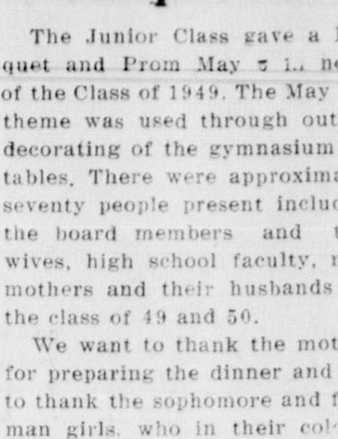 The Junior Class gave a
quet and Prom May 5
of the Class of 1949. The May
theme was used through out
decorating of the gymnasium
tables. There were approxima
seventy people present includ
the board members and
wives, high school faculty,
mothers and their husbands
the class of 49 and 50.
We want to thank the mot
for preparing the dinner and
to thank the sophomore and f
man girls, who in their col